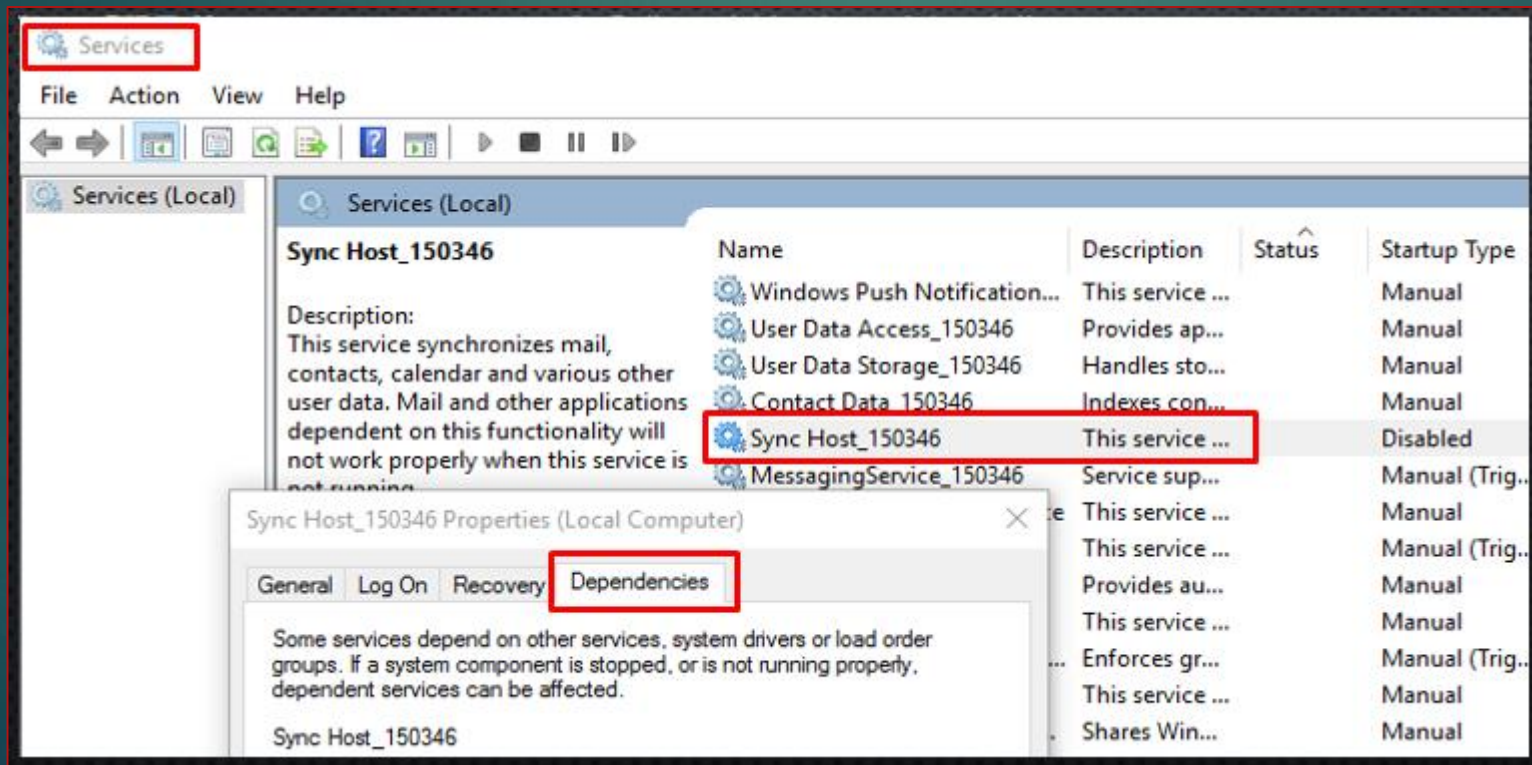 Services
File Action View Help
Services (Local)
Services (Local)
Sync Host_150346
Description:
This service synchronizes mail,
contacts, calendar and various other
user data. Mail and other applications
dependent on this functionality will
not work properly when this service is
not running.
Name Description Status Startup Type
Windows Push Notification... This service ... Manual
User Data Access_150346 Provides ap... Manual
User Data Storage_150346 Handles sto... Manual
Contact Data_150346 Indexes con... Manual
Sync Host_150346 This service ... Disabled
MessagingService_150346 Service sup... Manual (Trig...
This service ... Manual
This service ... Manual (Trig...
Provides au... Manual
This service ... Manual
Enforces gr... Manual (Trig...
This service ... Manual
Shares Win... Manual
Sync Host_150346 Properties (Local Computer)
General Log On Recovery Dependencies
Some services depend on other services, system drivers or load order
groups. If a system component is stopped, or is not running properly,
dependent services can be affected.
Sync Host_150346